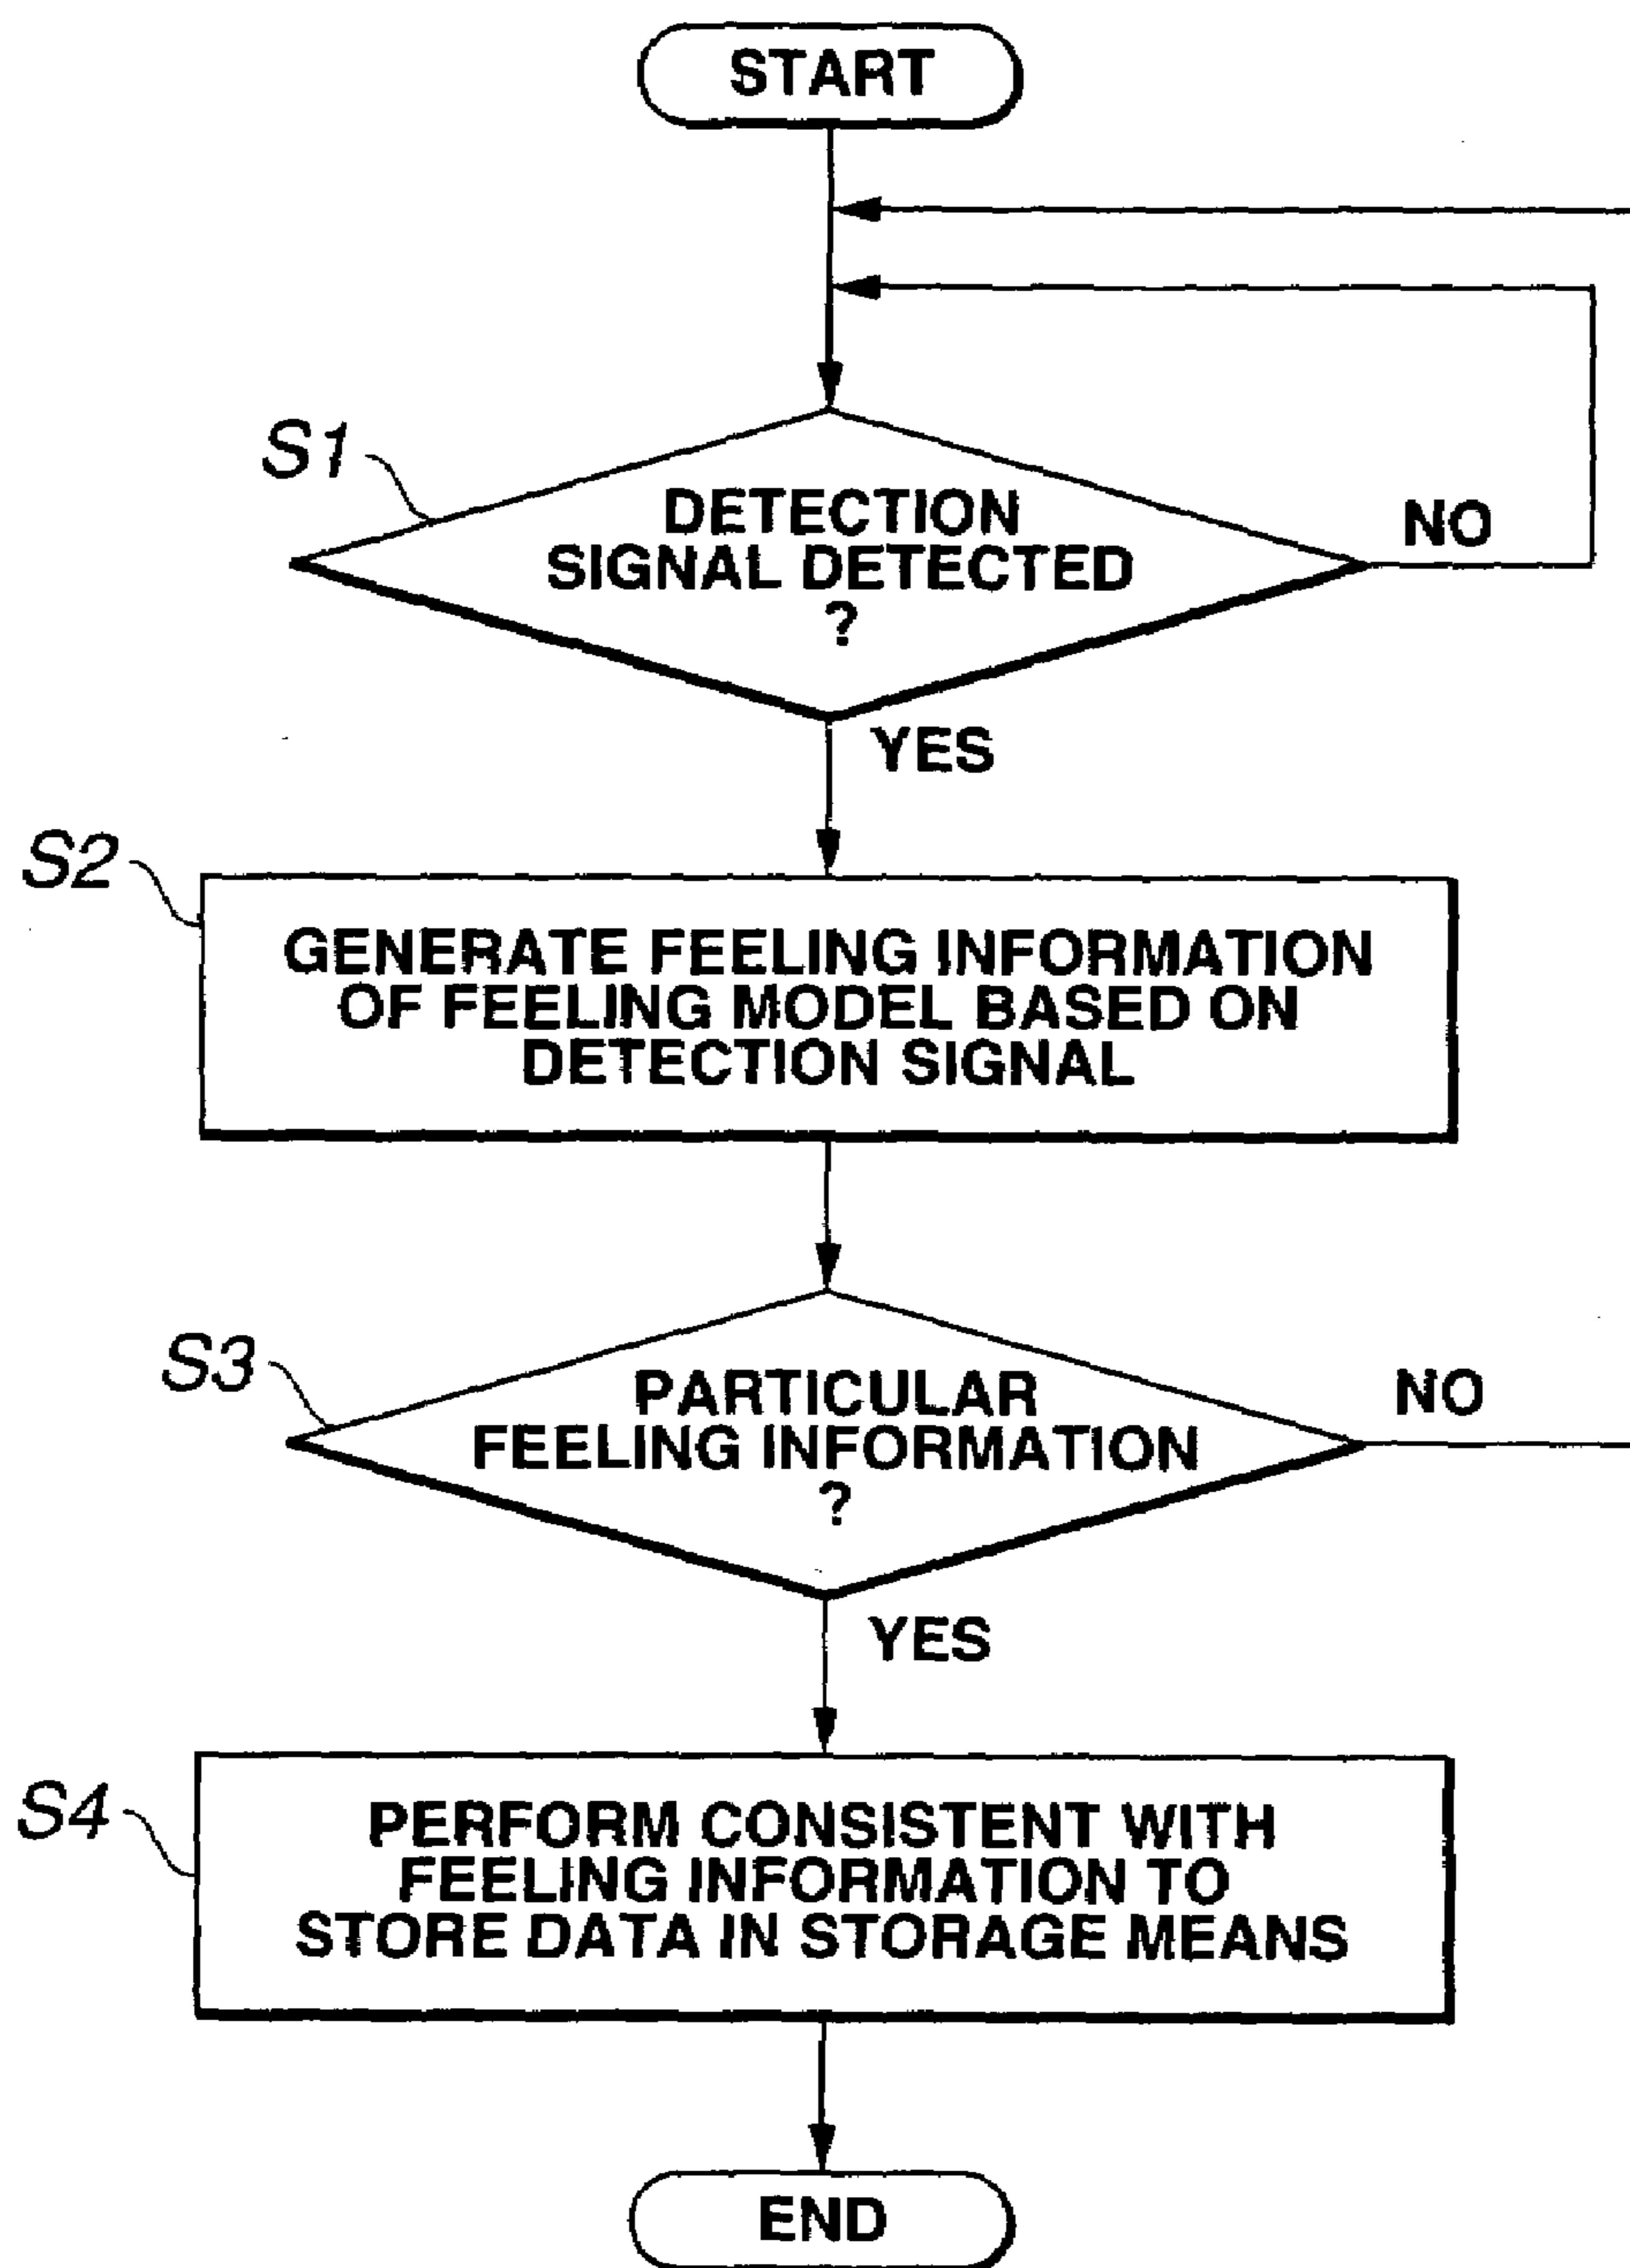 START
S1
DETECTION
SIGNAL DETECTED
?
NO
YES
S2
GENERATE FEELING INFORMATION
OF FEELING MODEL BASED ON
DETECTION SIGNAL
S3
PARTICULAR
FEELING INFORMATION
?
NO
YES
S4
PERFORM CONSISTENT WITH
FEELING INFORMATION TO
STORE DATA IN STORAGE MEANS
END